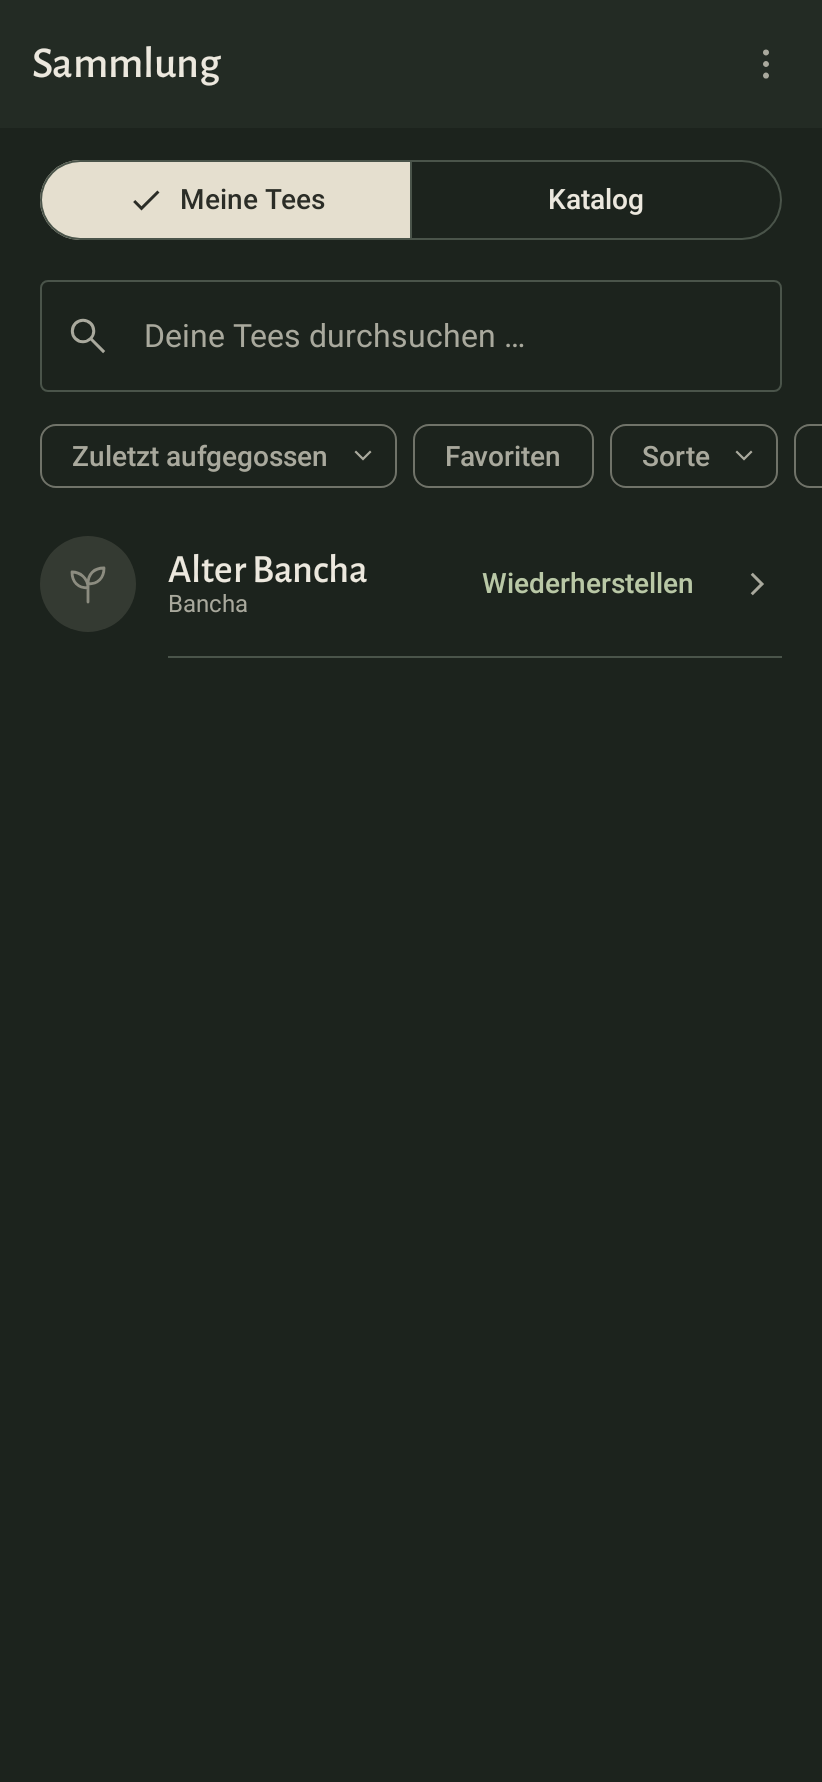 Sammlung
Meine Tees
Katalog
Deine Tees durchsuchen …
Zuletzt aufgegossen
Favoriten
Sorte
Alter Bancha
Bancha
Wiederherstellen